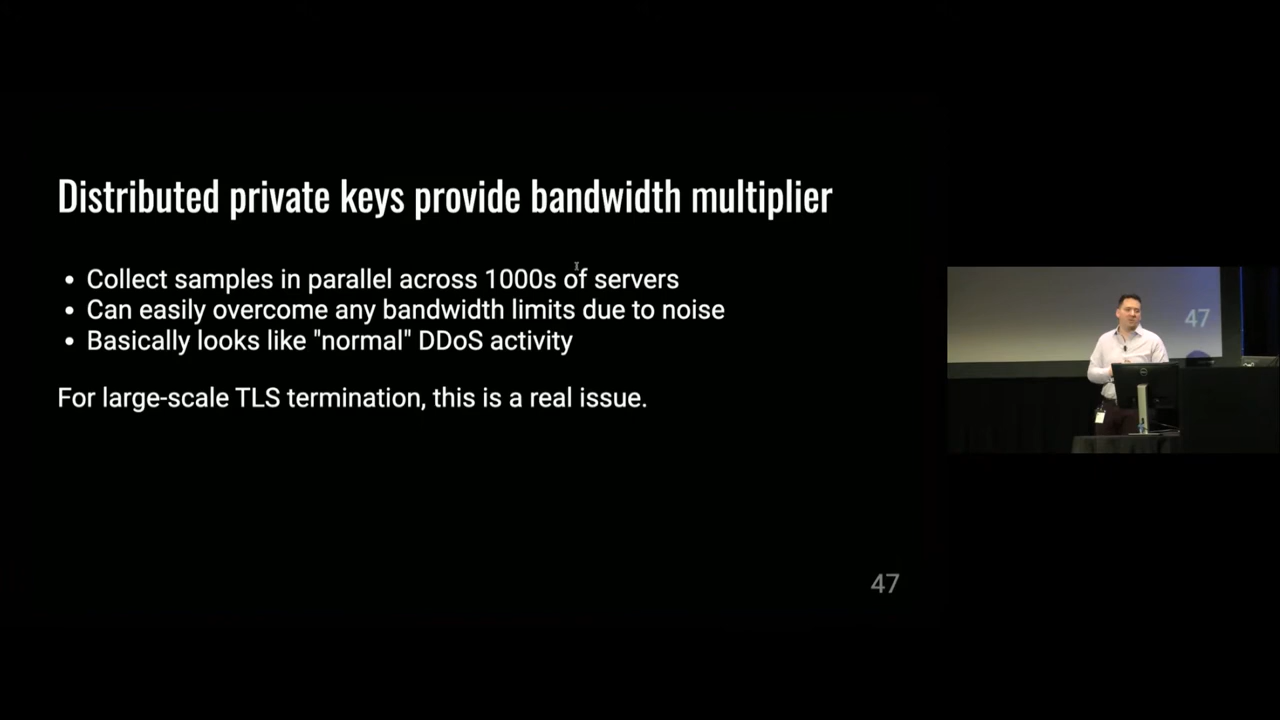 Distributed private keys provide bandwidth multiplier
• Collect samples in parallel across 1000s of servers
• Can easily overcome any bandwidth limits due to noise
• Basically looks like "normal" DDoS activity
For large-scale TLS termination, this is a real issue.
47
47